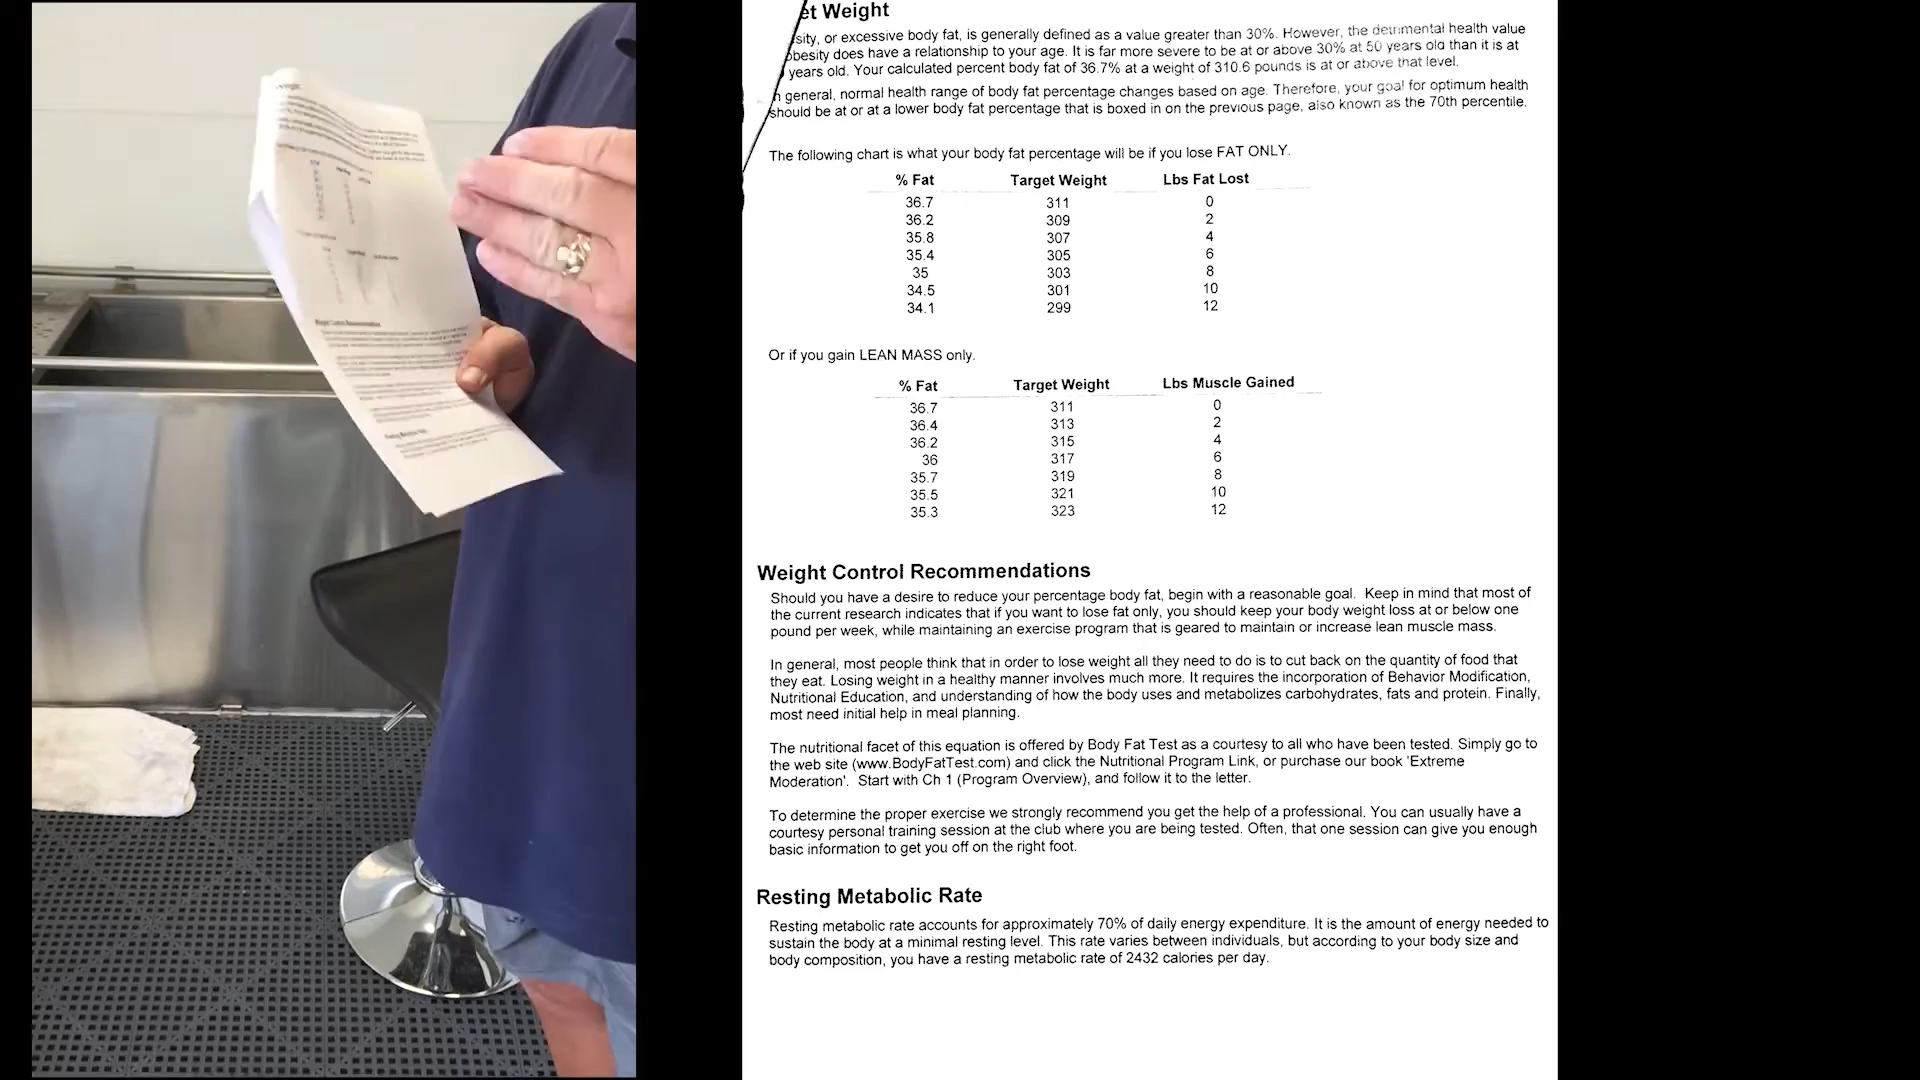 et Weight
sity, or excessive body fat, is generally defined as a value greater than 30%. However, the detrimental health value
obesity does have a relationship to your age. It is far more severe to be at or above 30% at 50 years old than it is at
years old. Your calculated percent body fat of 36.7% at a weight of 310.6 pounds is at or above that level.
n general, normal health range of body fat percentage changes based on age. Therefore, your goal for optimum health
should be at or at a lower body fat percentage that is boxed in on the previous page, also known as the 70th percentile.
The following chart is what your body fat percentage will be if you lose FAT ONLY.
% Fat Target Weight Lbs Fat Lost
36.7 311 0
36.2 309 2
35.8 307 4
35.4 305 6
35 303 8
34.5 301 10
34.1 299 12
Or if you gain LEAN MASS only.
% Fat Target Weight Lbs Muscle Gained
36.7 311 0
36.4 313 2
36.2 315 4
36 317 6
35.7 319 8
35.5 321 10
35.3 323 12
Weight Control Recommendations
Should you have a desire to reduce your percentage body fat, begin with a reasonable goal. Keep in mind that most of
the current research indicates that if you want to lose fat only, you should keep your body weight loss at or below one
pound per week, while maintaining an exercise program that is geared to maintain or increase lean muscle mass.
In general, most people think that in order to lose weight all they need to do is to cut back on the quantity of food that
they eat. Losing weight in a healthy manner involves much more. It requires the incorporation of Behavior Modification,
Nutritional Education, and understanding of how the body uses and metabolizes carbohydrates, fats and protein. Finally,
most need initial help in meal planning.
The nutritional facet of this equation is offered by Body Fat Test as a courtesy to all who have been tested. Simply go to
the web site (www.BodyFatTest.com) and click the Nutritional Program Link, or purchase our book 'Extreme
Moderation'. Start with Ch 1 (Program Overview), and follow it to the letter.
To determine the proper exercise we strongly recommend you get the help of a professional. You can usually have a
courtesy personal training session at the club where you are being tested. Often, that one session can give you enough
basic information to get you off on the right foot.
Resting Metabolic Rate
Resting metabolic rate accounts for approximately 70% of daily energy expenditure. It is the amount of energy needed to
sustain the body at a minimal resting level. This rate varies between individuals, but according to your body size and
body composition, you have a resting metabolic rate of 2432 calories per day.